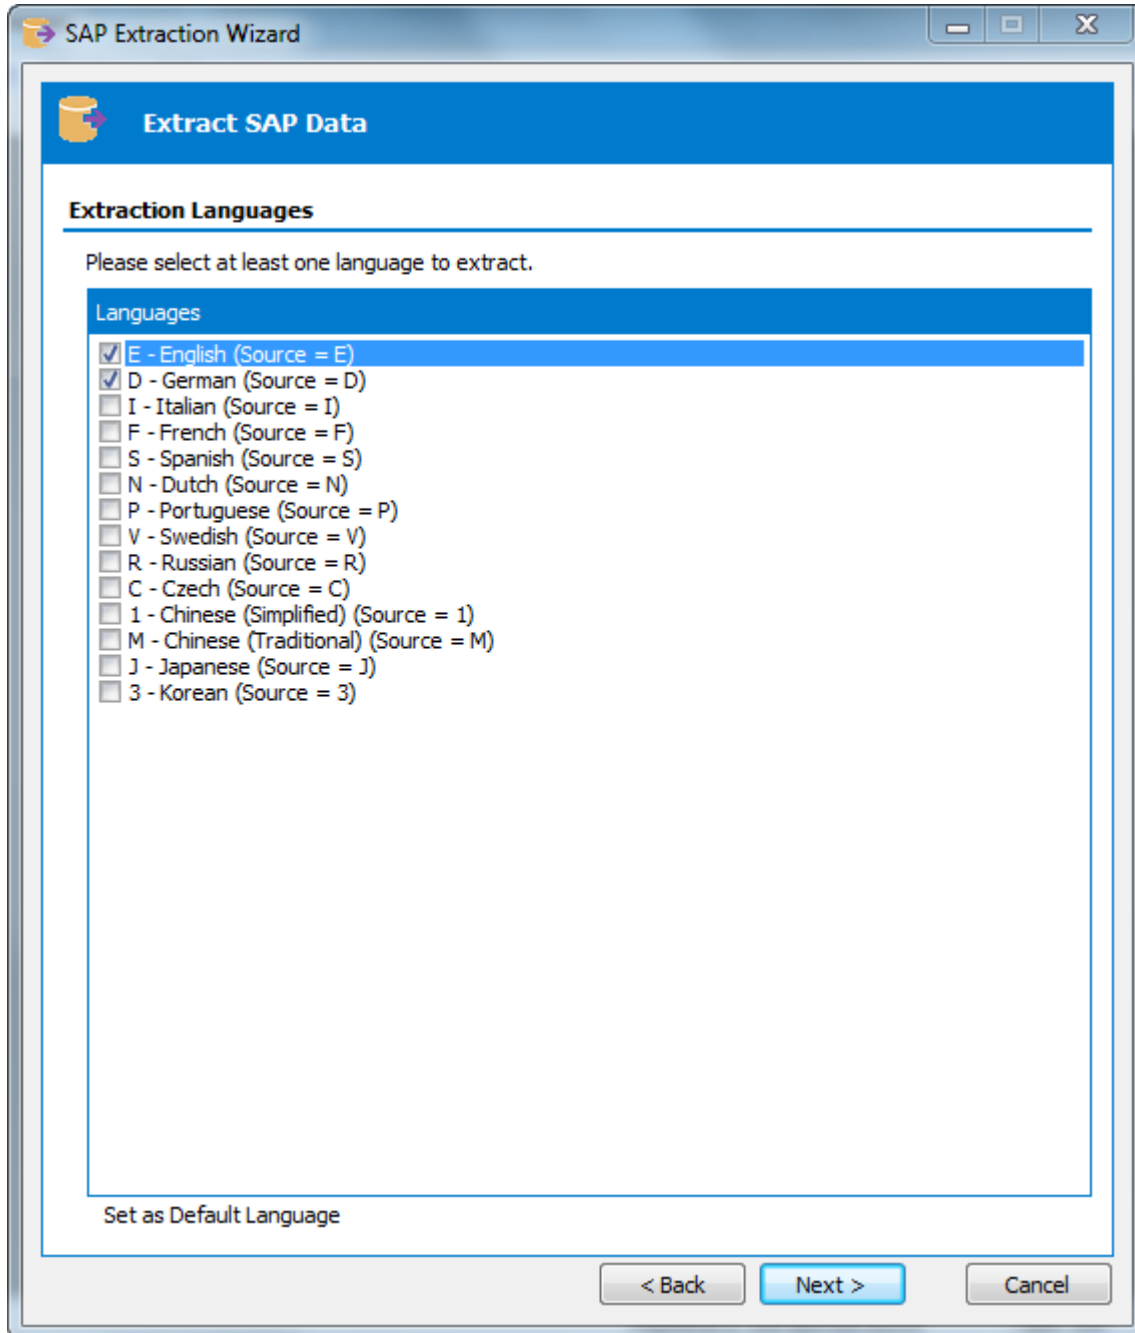 SAP Extraction Wizard
Extract SAP Data
Extraction Languages
Please select at least one language to extract.
Languages
E - English (Source = E)
D - German (Source = D)
I - Italian (Source = I)
F - French (Source = F)
S - Spanish (Source = S)
N - Dutch (Source = N)
P - Portuguese (Source = P)
V - Swedish (Source = V)
R - Russian (Source = R)
C - Czech (Source = C)
1 - Chinese (Simplified) (Source = 1)
M - Chinese (Traditional) (Source = M)
J - Japanese (Source = J)
3 - Korean (Source = 3)
Set as Default Language
< Back Next > Cancel